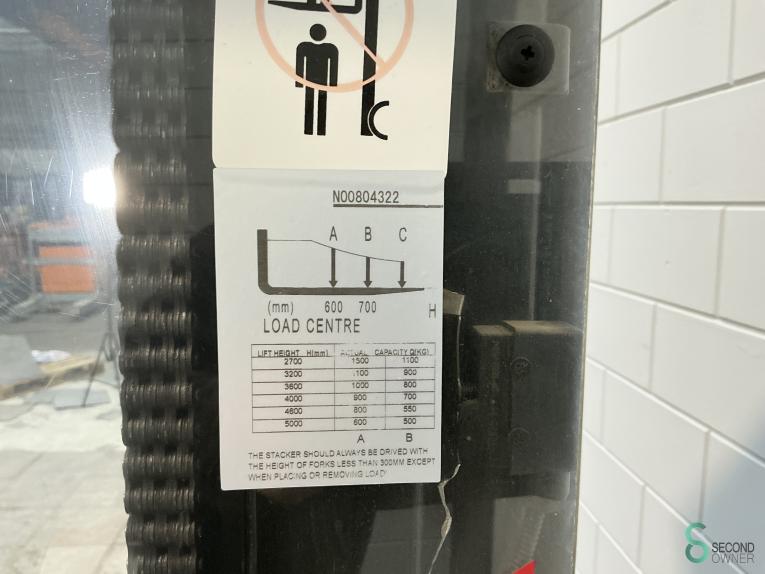 N00804322
A B C
(mm) 600 700 H
LOAD CENTRE
LIFT HEIGHT H(mm) ACTUAL CAPACITY Q(KG)
2700 1500 1100
3200 1100 900
3600 1000 800
4000 900 700
4600 800 550
5000 600 500
A B
THE STACKER SHOULD ALWAYS BE DRIVED WITH
THE HEIGHT OF FORKS LESS THAN 300MM EXCEPT
WHEN PLACING OR REMOVING LOAD
SECOND
OWNER